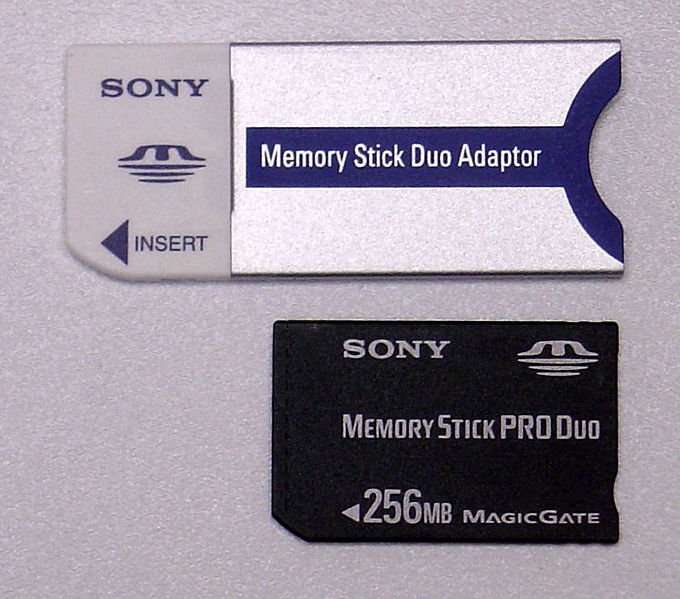 SONY
Memory Stick Duo Adaptor
INSERT
SONY
MEMORY STICK PRO DUO
256MB MAGICGATE